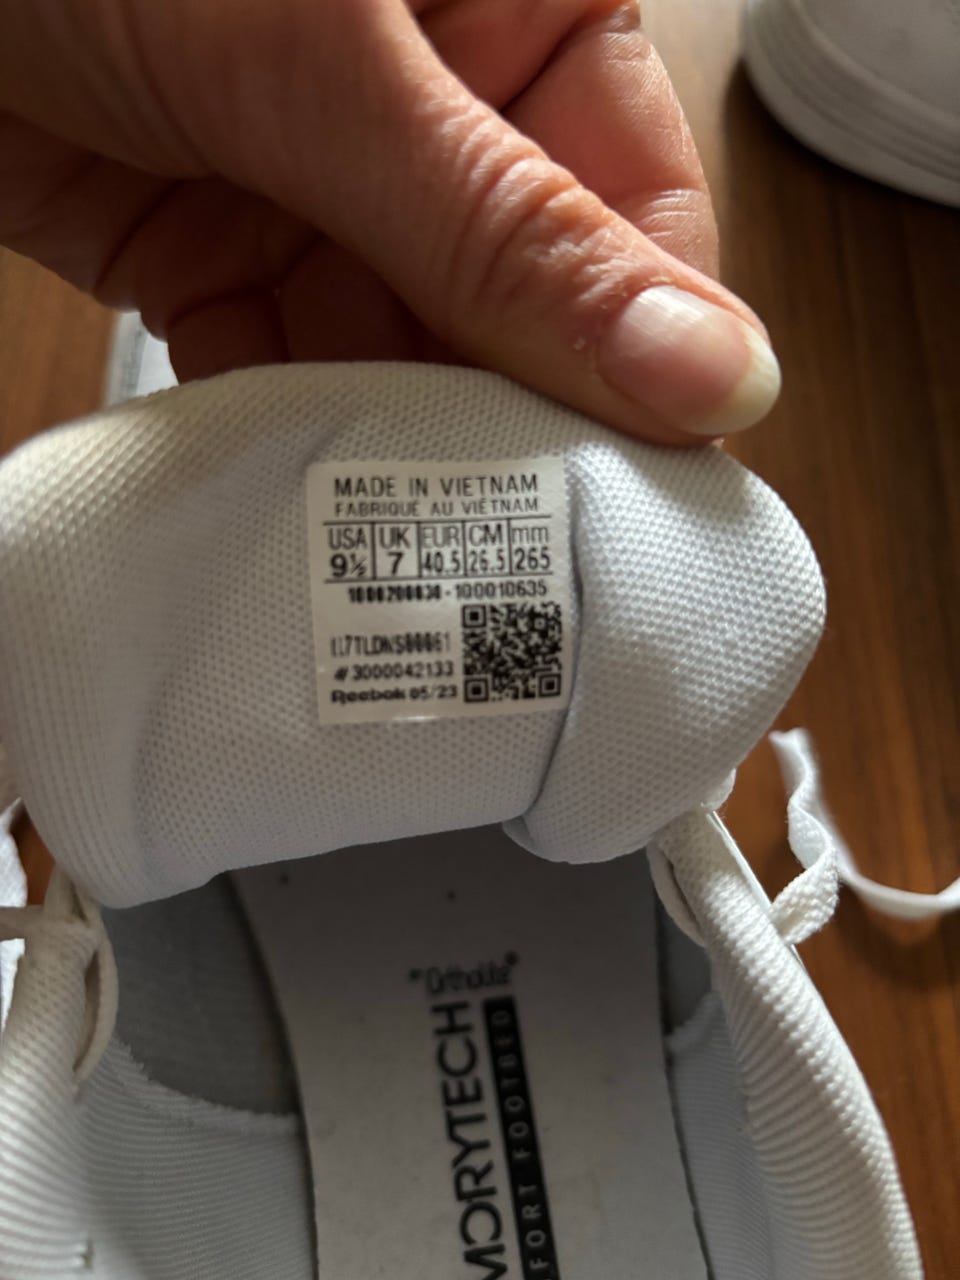 MADE IN VIETNAM
FABRIQUÉ AU VIÊTNAM
USA UK EUR CM mm
9½ 7 40.5 26.5 265
100010635
#3000042133
Reebok 05/23
"Ortholite"
MORYTECH
FORT FOOTBED